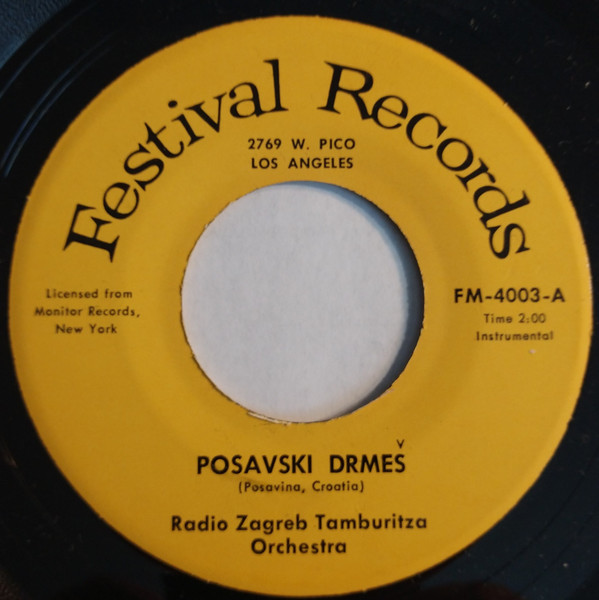 Festival Records
2769 W. PICO
LOS ANGELES
Licensed from
Monitor Records,
New York
FM-4003-A
Time 2:00
Instrumental
POSAVSKI DRMEŠ
(Posavina, Croatia)
Radio Zagreb Tamburitza
Orchestra